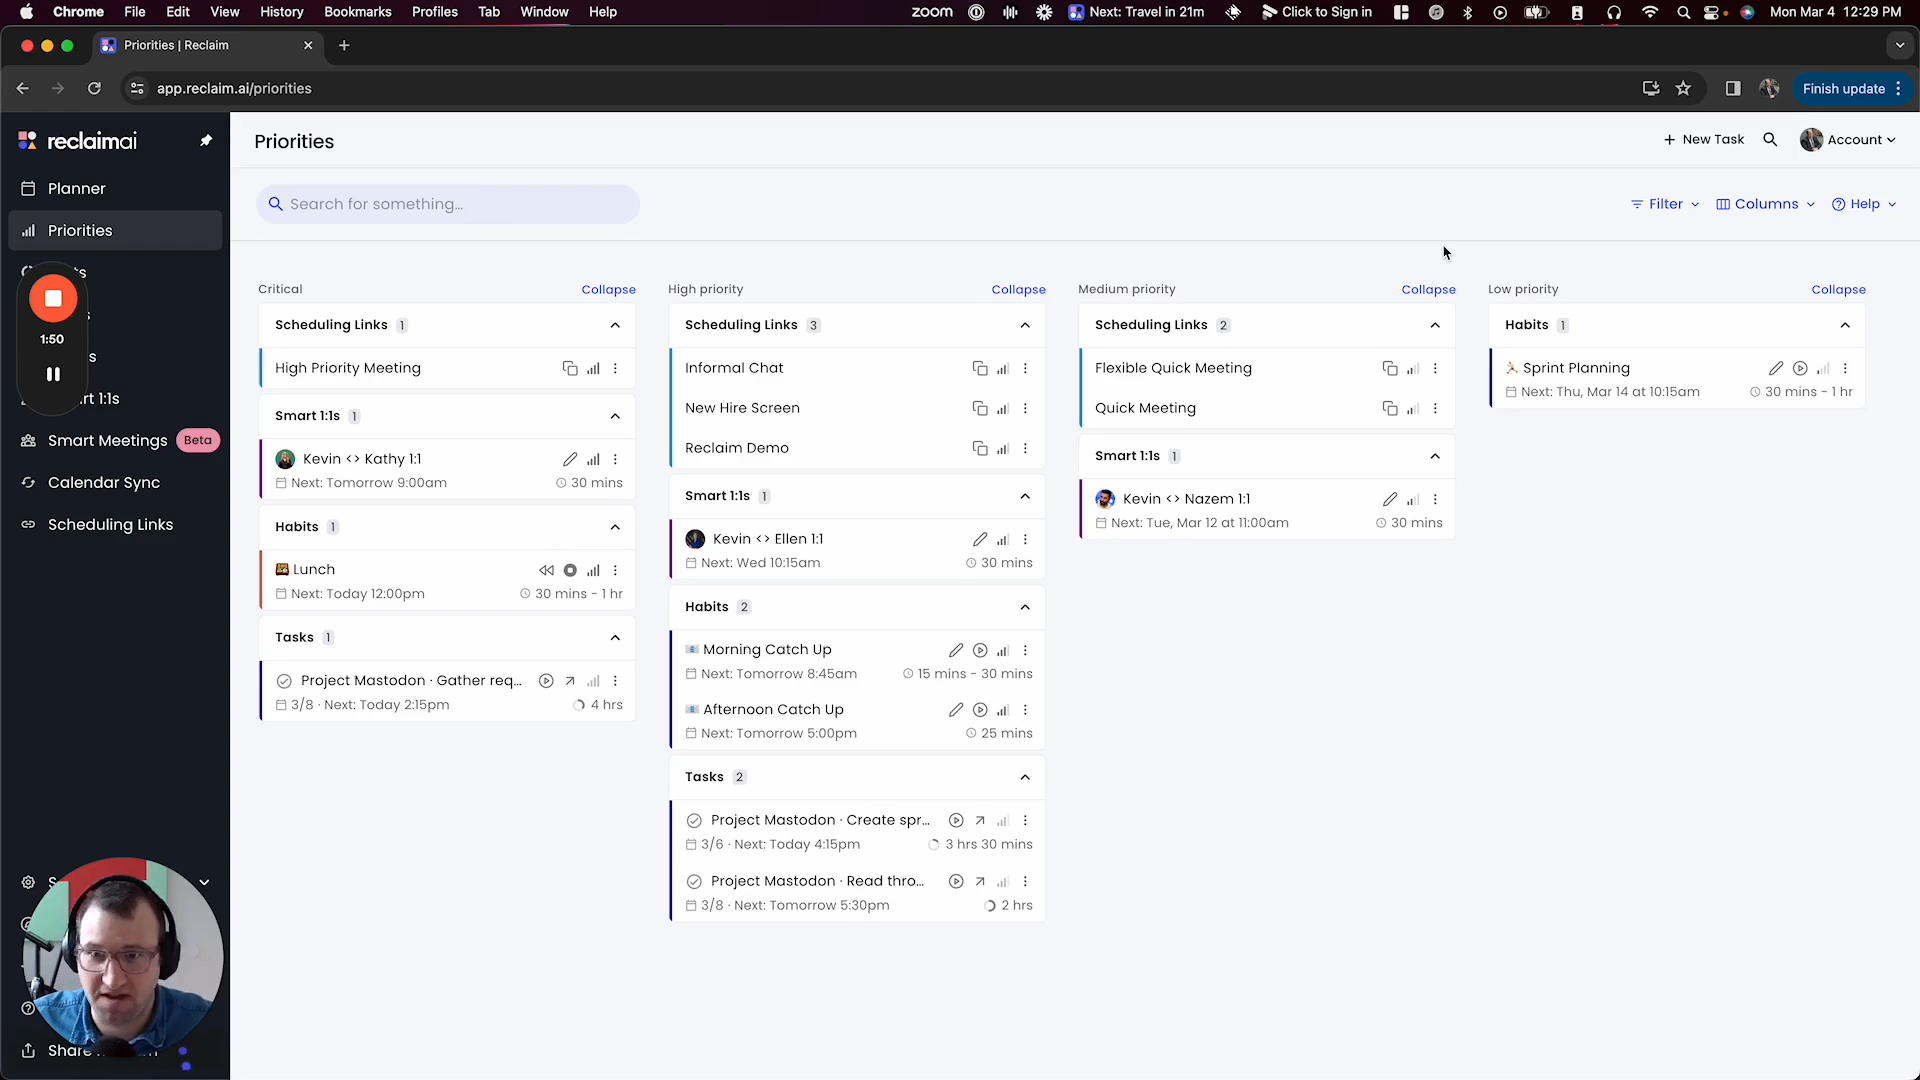 Chrome File Edit View History Bookmarks Profiles Tab Window Help
zoom Next: Travel in 21m Click to Sign in Mon Mar 4 12:29 PM
Priorities | Reclaim
app.reclaim.ai/priorities
Finish update
reclaimai
Planner
Priorities
1:50
rt 1:1s
Smart Meetings Beta
Calendar Sync
Scheduling Links
Share
Priorities
New Task
Account
Search for something...
Filter
Columns
Help
Critical Collapse
Scheduling Links 1
High Priority Meeting
Smart 1:1s 1
Kevin <> Kathy 1:1
Next: Tomorrow 9:00am 30 mins
Habits 1
Lunch
Next: Today 12:00pm 30 mins - 1 hr
Tasks 1
Project Mastodon · Gather req...
3/8 · Next: Today 2:15pm 4 hrs
High priority Collapse
Scheduling Links 3
Informal Chat
New Hire Screen
Reclaim Demo
Smart 1:1s 1
Kevin <> Ellen 1:1
Next: Wed 10:15am 30 mins
Habits 2
Morning Catch Up
Next: Tomorrow 8:45am 15 mins - 30 mins
Afternoon Catch Up
Next: Tomorrow 5:00pm 25 mins
Tasks 2
Project Mastodon · Create spr...
3/6 · Next: Today 4:15pm 3 hrs 30 mins
Project Mastodon · Read thro...
3/8 · Next: Tomorrow 5:30pm 2 hrs
Medium priority Collapse
Scheduling Links 2
Flexible Quick Meeting
Quick Meeting
Smart 1:1s 1
Kevin <> Nazem 1:1
Next: Tue, Mar 12 at 11:00am 30 mins
Low priority Collapse
Habits 1
Sprint Planning
Next: Thu, Mar 14 at 10:15am 30 mins - 1 hr